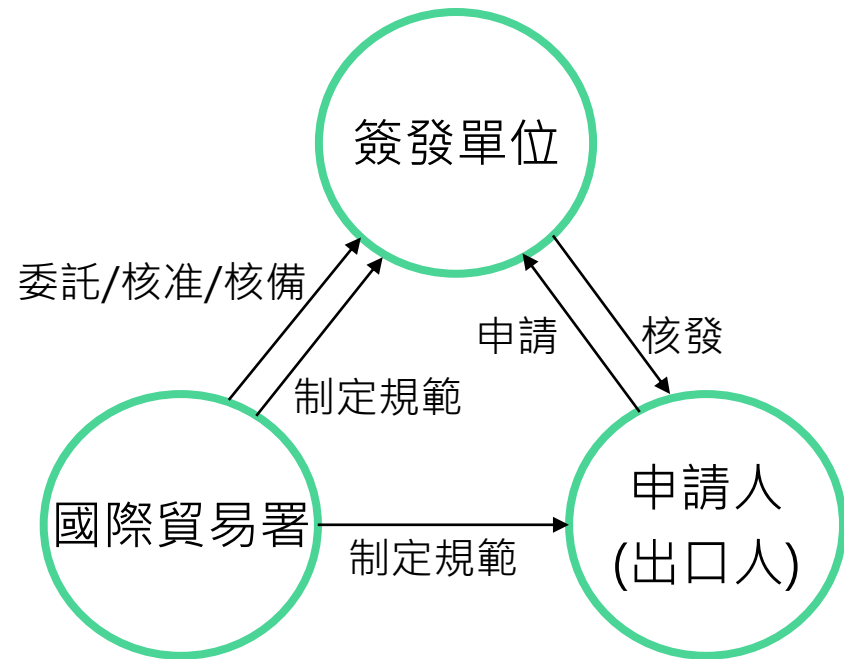 簽發單位
委託/核准/核備
申請
核發
制定規範
國際貿易署
制定規範
申請人
(出口人)